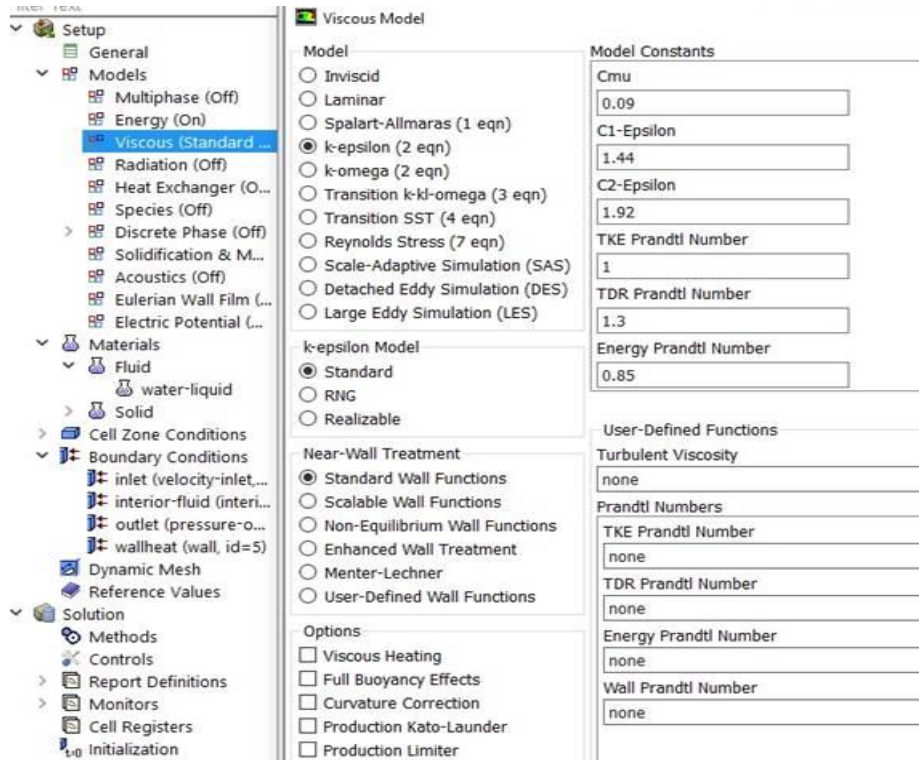 Setup
General
Models
Multiphase (Off)
Energy (On)
Viscous (Standard ...
Radiation (Off)
Heat Exchanger (O...
Species (Off)
Discrete Phase (Off)
Solidification & M...
Acoustics (Off)
Eulerian Wall Film (...
Electric Potential (...
Materials
Fluid
water-liquid
Solid
Cell Zone Conditions
Boundary Conditions
inlet (velocity-inlet,...
interior-fluid (interi...
outlet (pressure-o...
wallheat (wall, id=5)
Dynamic Mesh
Reference Values
Solution
Methods
Controls
Report Definitions
Monitors
Cell Registers
t=0 Initialization
Viscous Model
Model
Inviscid
Laminar
Spalart-Allmaras (1 eqn)
k-epsilon (2 eqn)
k-omega (2 eqn)
Transition k-kl-omega (3 eqn)
Transition SST (4 eqn)
Reynolds Stress (7 eqn)
Scale-Adaptive Simulation (SAS)
Detached Eddy Simulation (DES)
Large Eddy Simulation (LES)
k-epsilon Model
Standard
RNG
Realizable
Near-Wall Treatment
Standard Wall Functions
Scalable Wall Functions
Non-Equilibrium Wall Functions
Enhanced Wall Treatment
Menter-Lechner
User-Defined Wall Functions
Options
Viscous Heating
Full Buoyancy Effects
Curvature Correction
Production Kato-Launder
Production Limiter
Model Constants
Cmu
0.09
C1-Epsilon
1.44
C2-Epsilon
1.92
TKE Prandtl Number
1
TDR Prandtl Number
1.3
Energy Prandtl Number
0.85
User-Defined Functions
Turbulent Viscosity
none
Prandtl Numbers
TKE Prandtl Number
none
TDR Prandtl Number
none
Energy Prandtl Number
none
Wall Prandtl Number
none